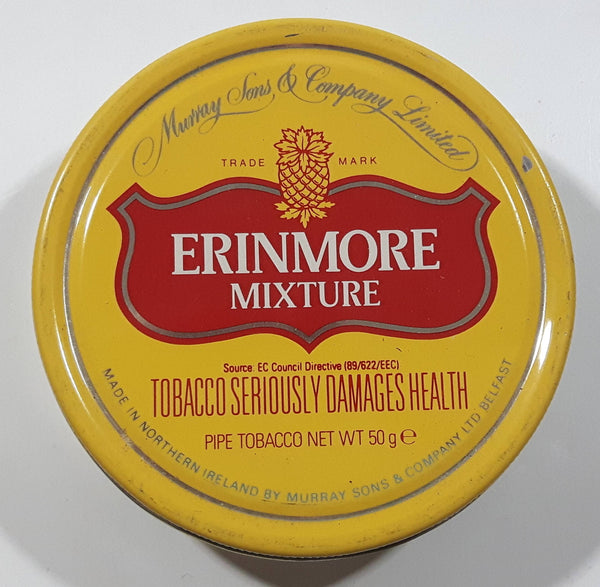 Murray Sons & Company Limited
TRADE MARK
ERINMORE
MIXTURE
Source: EC Council Directive (89/622/EEC)
TOBACCO SERIOUSLY DAMAGES HEALTH
PIPE TOBACCO NET WT 50 g ℮
MADE IN NORTHERN IRELAND BY MURRAY SONS & COMPANY LTD BELFAST